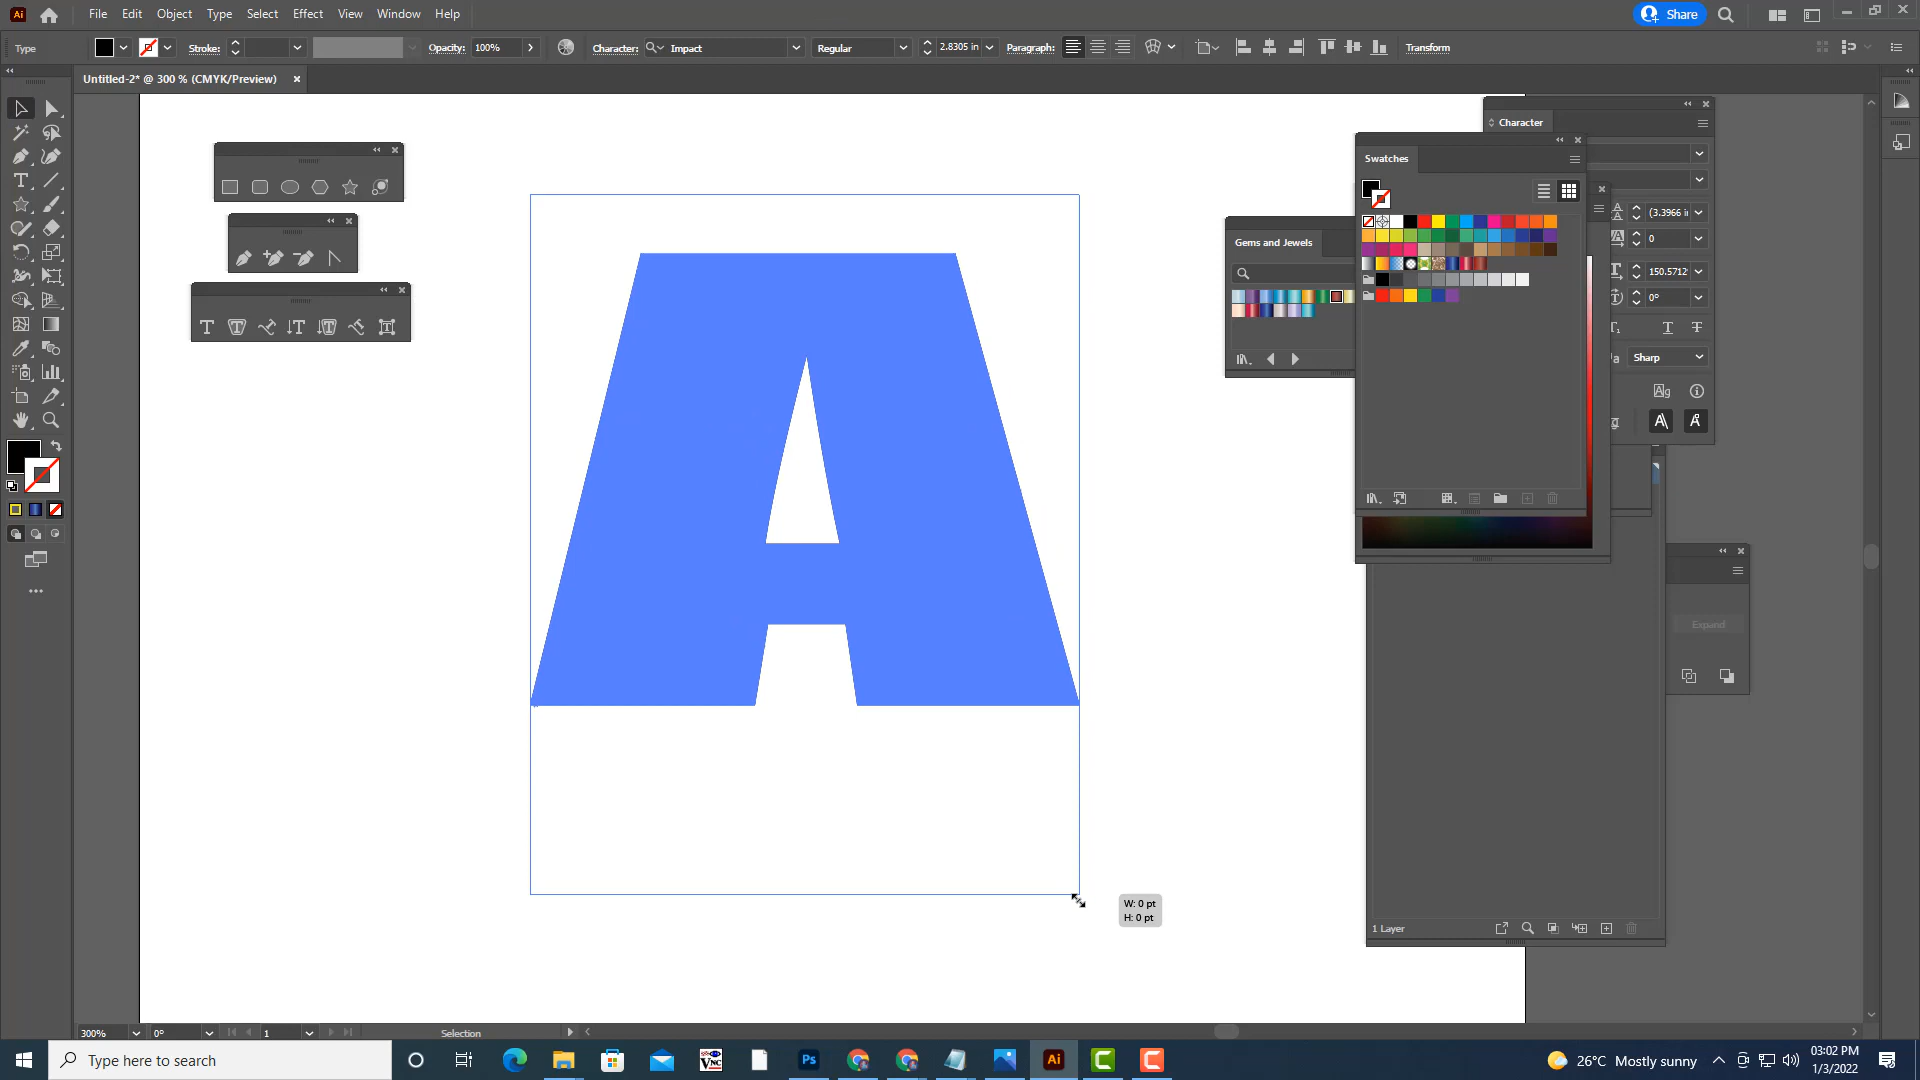 Ai
File Edit Object Type Select Effect View Window Help
Share
Type
Stroke:
Opacity: 100%
Character: Impact
Regular
2.8305 in
Paragraph:
Transform
Untitled-2* @ 300 % (CMYK/Preview)
Character
Swatches
Gems and Jewels
(3.3966 i
0
150.5712
0°
Sharp
Expand
A
W: 0 pt
H: 0 pt
1 Layer
300%
0°
1
Selection
Type here to search
Ps
Ai
26°C Mostly sunny
03:02 PM
1/3/2022